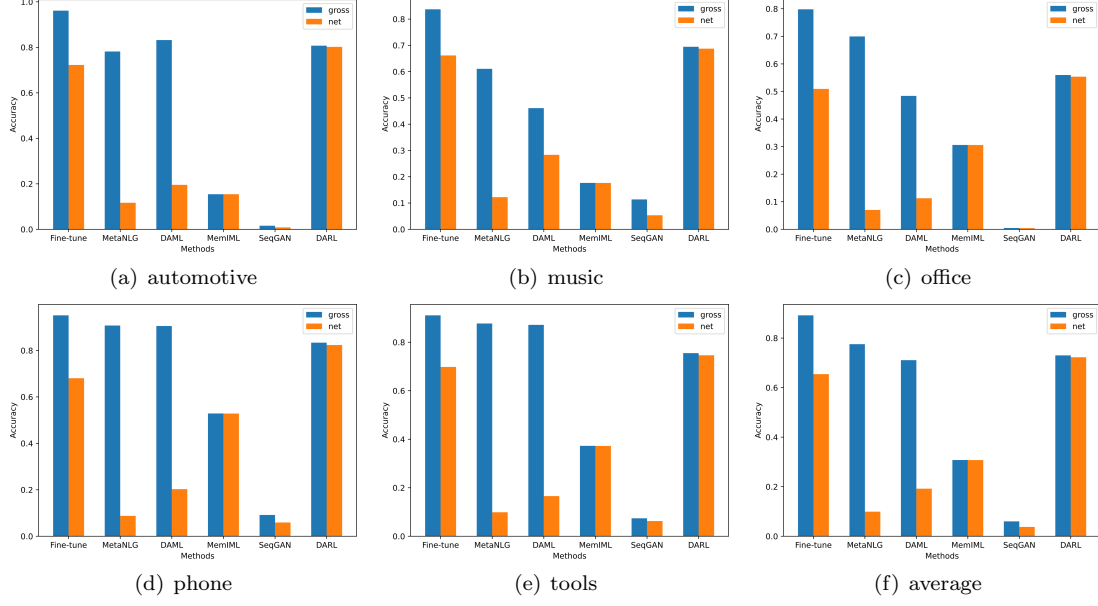 1.0
0.8
0.6
0.4
0.2
0.0
Accuracy
gross
net
Fine-tune MetaNLG DAML MemIML SeqGAN DARL
Methods
(a) automotive
0.8
0.7
0.6
0.5
0.4
0.3
0.2
0.1
0.0
Accuracy
gross
net
Fine-tune MetaNLG DAML MemIML SeqGAN DARL
Methods
(b) music
0.8
0.7
0.6
0.5
0.4
0.3
0.2
0.1
0.0
Accuracy
gross
net
Fine-tune MetaNLG DAML MemIML SeqGAN DARL
Methods
(c) office
0.8
0.6
0.4
0.2
0.0
Accuracy
gross
net
Fine-tune MetaNLG DAML MemIML SeqGAN DARL
Methods
(d) phone
0.8
0.6
0.4
0.2
0.0
Accuracy
gross
net
Fine-tune MetaNLG DAML MemIML SeqGAN DARL
Methods
(e) tools
0.8
0.6
0.4
0.2
0.0
Accuracy
gross
net
Fine-tune MetaNLG DAML MemIML SeqGAN DARL
Methods
(f) average